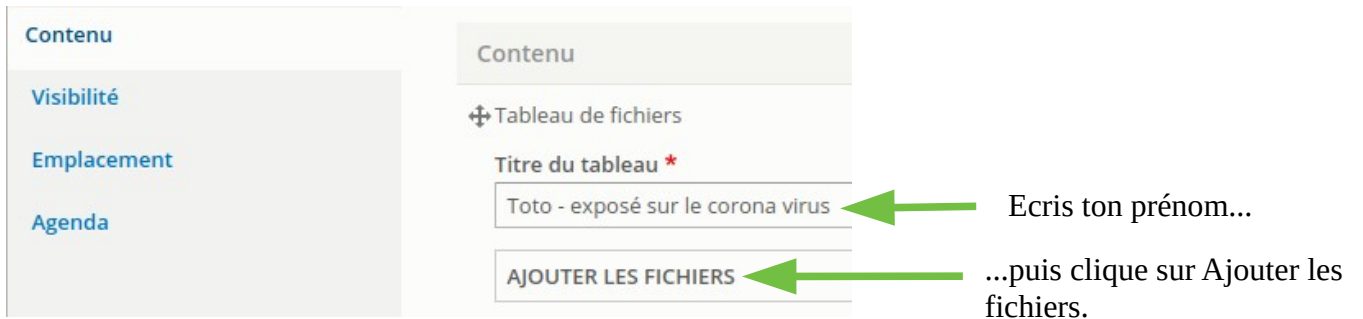 Contenu
Visibilité
Emplacement
Agenda
Contenu
Tableau de fichiers
Titre du tableau *
Toto - exposé sur le corona virus
AJOUTER LES FICHIERS
Ecris ton prénom...
...puis clique sur Ajouter les
fichiers.